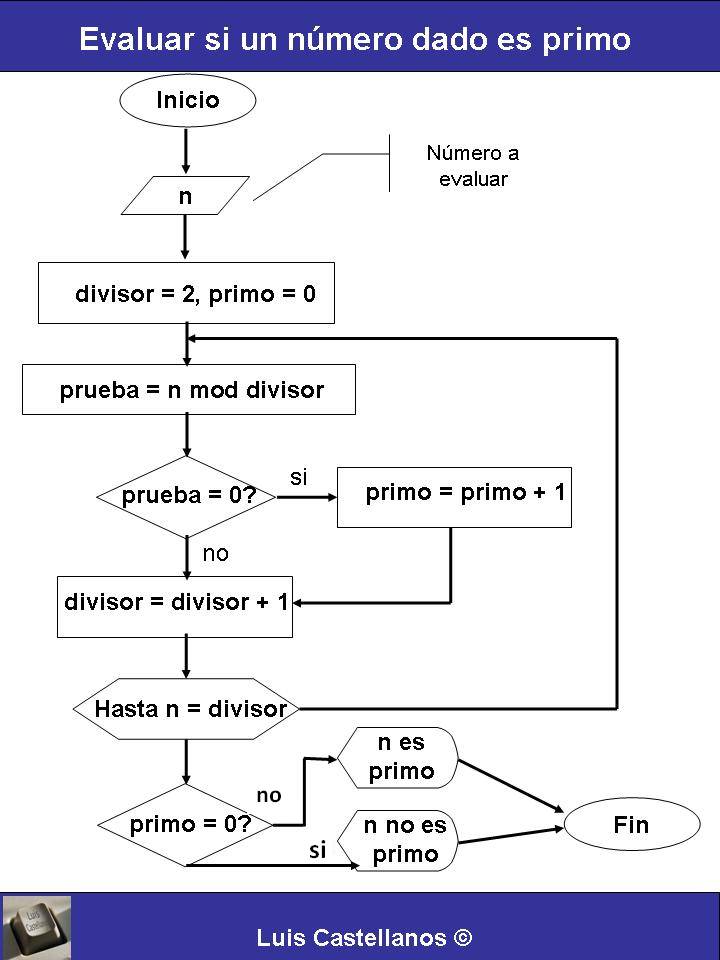 Evaluar si un número dado es primo
Inicio
Número a
evaluar
n
divisor = 2, primo = 0
prueba = n mod divisor
prueba = 0?
si
primo = primo + 1
no
divisor = divisor + 1
Hasta n = divisor
n es
primo
no
primo = 0?
si
n no es
primo
Fin
Luis
Castellanos
Luis Castellanos ©